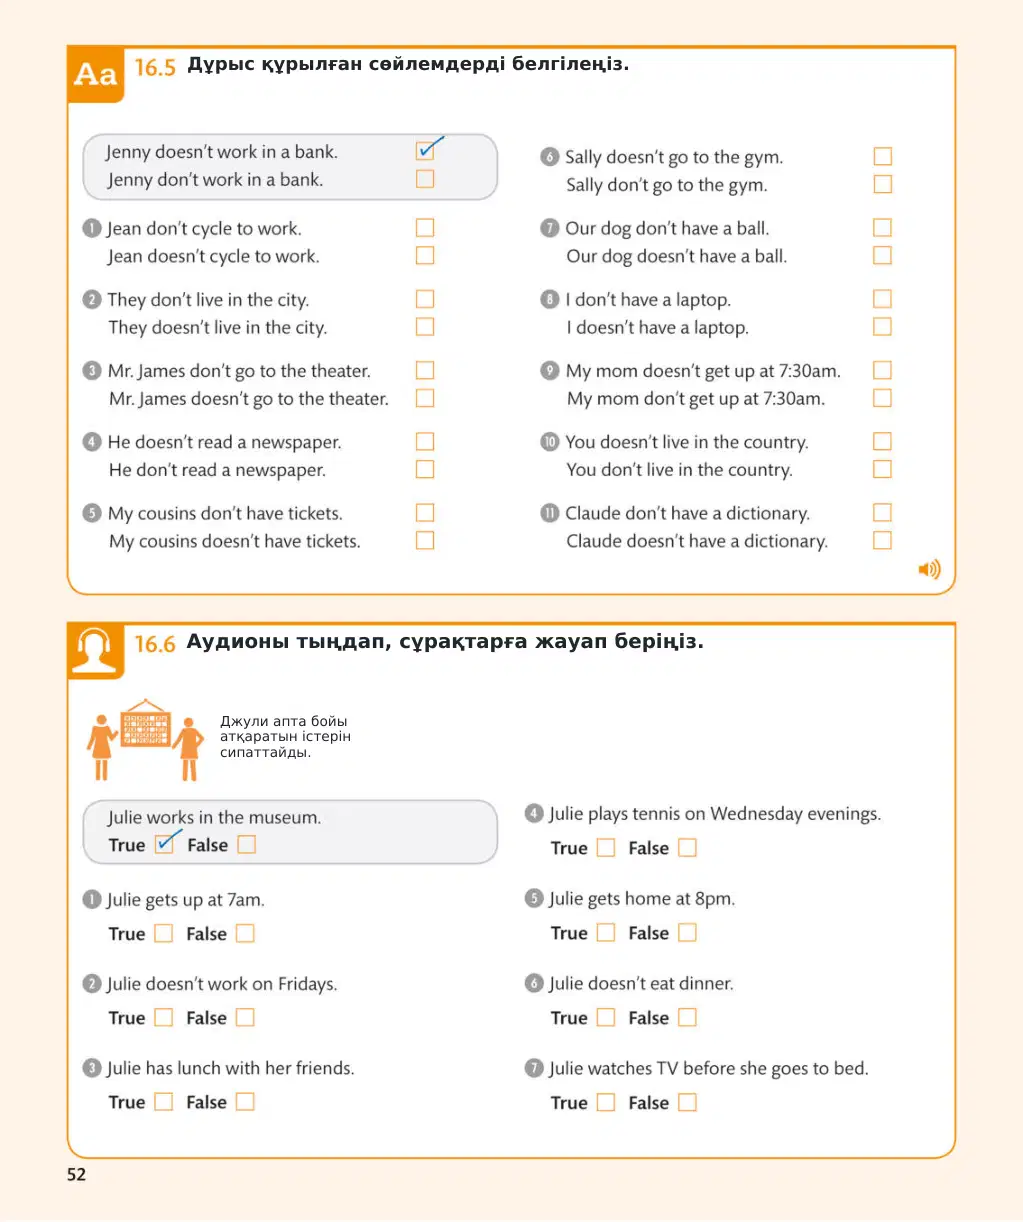 Aa 16.5 Дұрыс құрылған сөйлемдерді белгілеңіз.
Jenny doesn't work in a bank.
Jenny don't work in a bank.
1 Jean don't cycle to work.
Jean doesn't cycle to work.
2 They don't live in the city.
They doesn't live in the city.
3 Mr. James don't go to the theater.
Mr. James doesn't go to the theater.
4 He doesn't read a newspaper.
He don't read a newspaper.
5 My cousins don't have tickets.
My cousins doesn't have tickets.
6 Sally doesn't go to the gym.
Sally don't go to the gym.
7 Our dog don't have a ball.
Our dog doesn't have a ball.
8 I don't have a laptop.
I doesn't have a laptop.
9 My mom doesn't get up at 7:30am.
My mom don't get up at 7:30am.
10 You doesn't live in the country.
You don't live in the country.
11 Claude don't have a dictionary.
Claude doesn't have a dictionary.
16.6 Аудионы тыңдап, сұрақтарға жауап беріңіз.
Джули апта бойы
атқаратын істерін
сипаттайды.
Julie works in the museum.
True False
1 Julie gets up at 7am.
True False
2 Julie doesn't work on Fridays.
True False
3 Julie has lunch with her friends.
True False
4 Julie plays tennis on Wednesday evenings.
True False
5 Julie gets home at 8pm.
True False
6 Julie doesn't eat dinner.
True False
7 Julie watches TV before she goes to bed.
True False
52